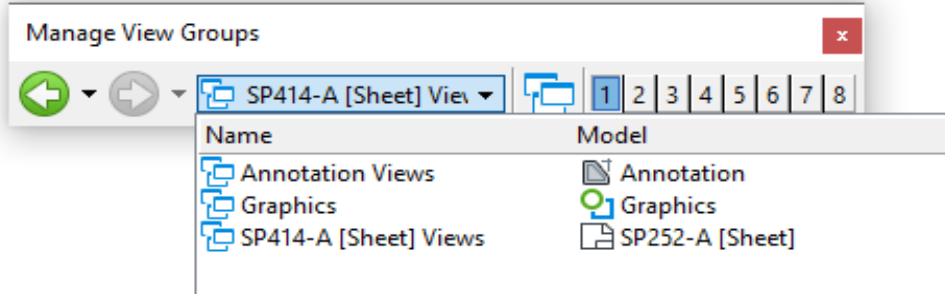 Manage View Groups
x
SP414-A [Sheet] Viev
1 2 3 4 5 6 7 8
Name Model
Annotation Views Annotation
Graphics Graphics
SP414-A [Sheet] Views SP252-A [Sheet]